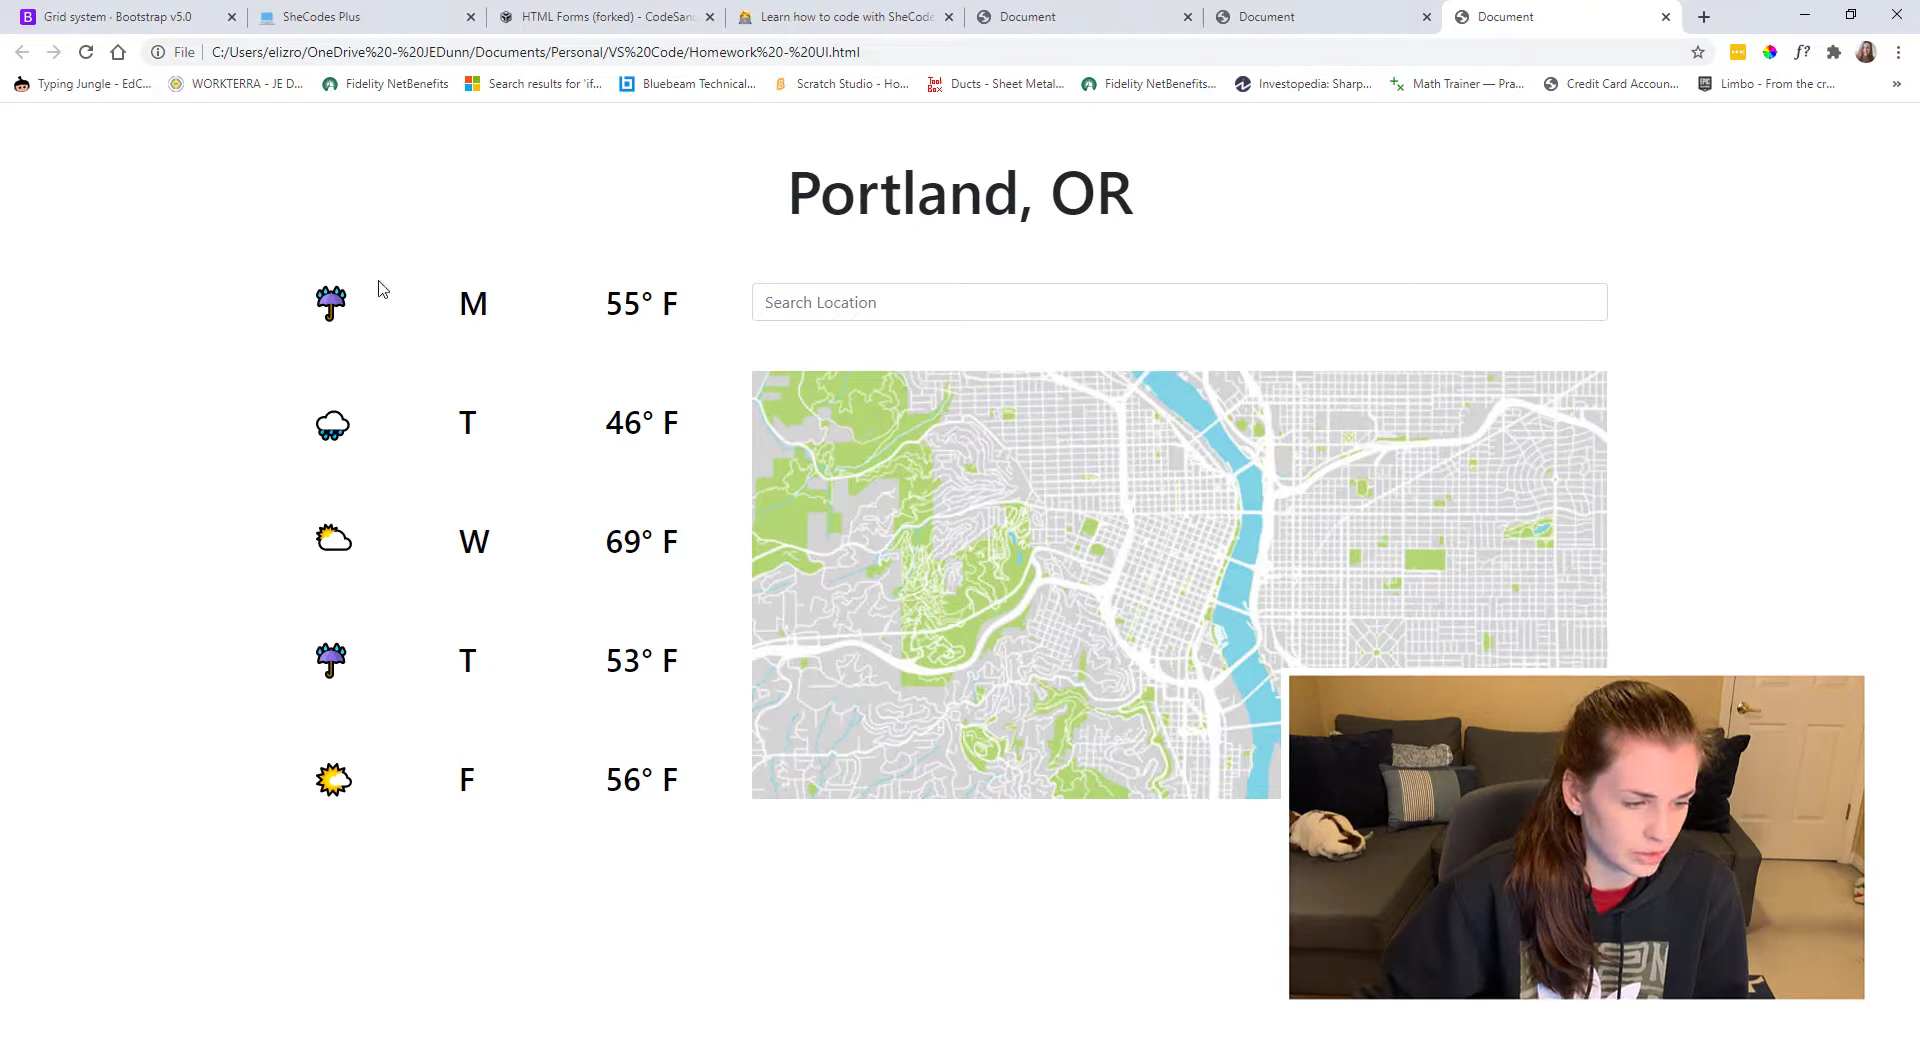 Grid system · Bootstrap v5.0
SheCodes Plus
HTML Forms (forked) - CodeSan
Learn how to code with SheCode
Document
Document
Document
File
C:/Users/elizro/OneDrive%20-%20JEDunn/Documents/Personal/VS%20Code/Homework%20-%20UI.html
f?
Typing Jungle - EdC...
WORKTERRA - JE D...
Fidelity NetBenefits
Search results for 'if...
Bluebeam Technical...
Scratch Studio - Ho...
Tool Box
Ducts - Sheet Metal...
Fidelity NetBenefits...
Investopedia: Sharp...
Math Trainer — Pra...
Credit Card Accoun...
Limbo - From the cr...
»
Portland, OR
M 55° F
Search Location
T 46° F
W 69° F
T 53° F
F 56° F